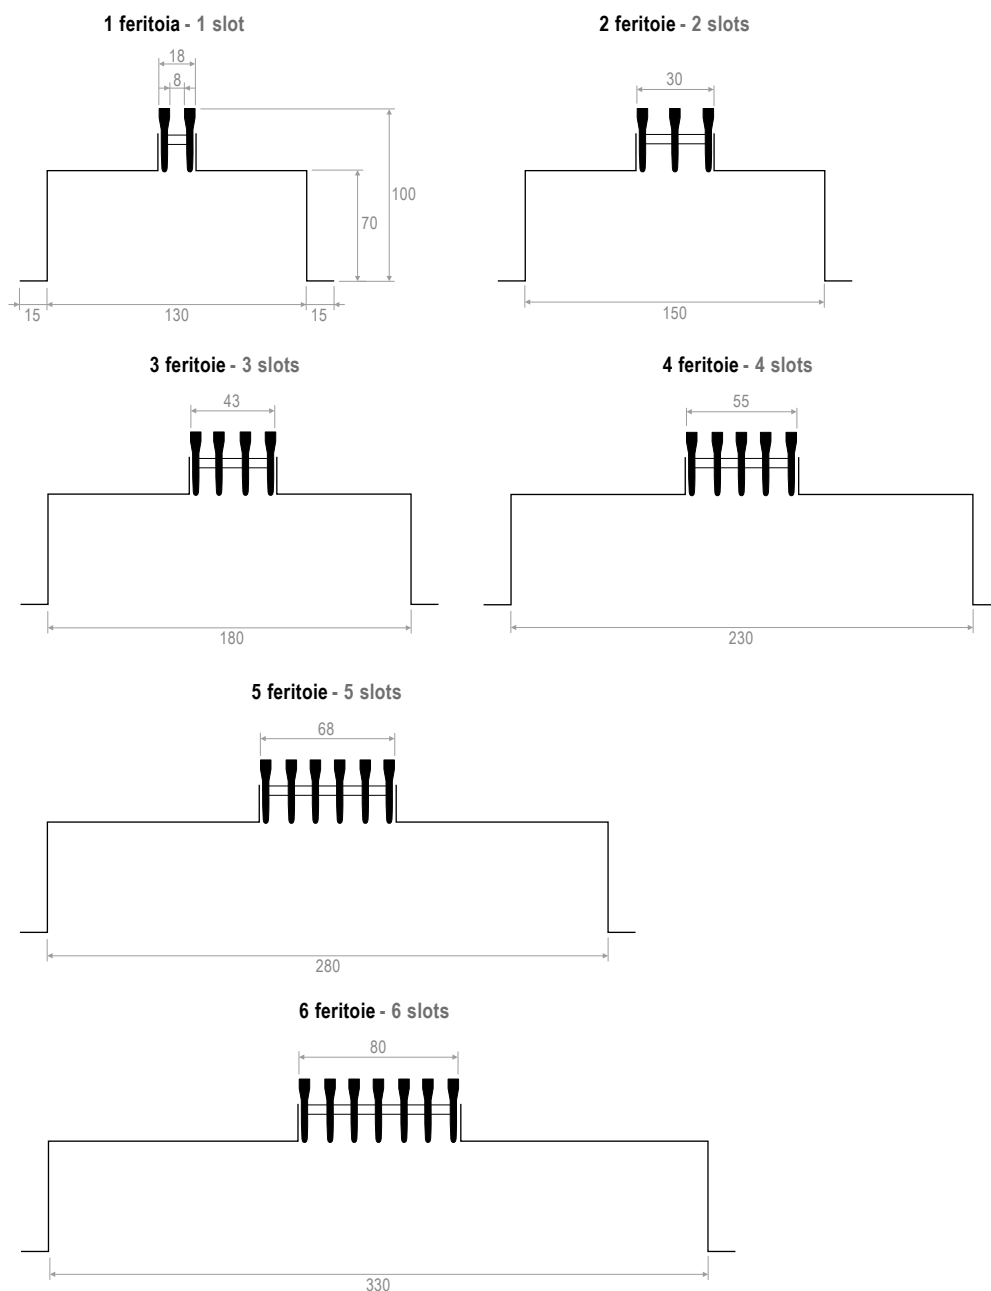 1 feritoia - 1 slot
18
8
100
70
15
130
15
2 feritoie - 2 slots
30
150
3 feritoie - 3 slots
43
180
4 feritoie - 4 slots
55
230
5 feritoie - 5 slots
68
280
6 feritoie - 6 slots
80
330